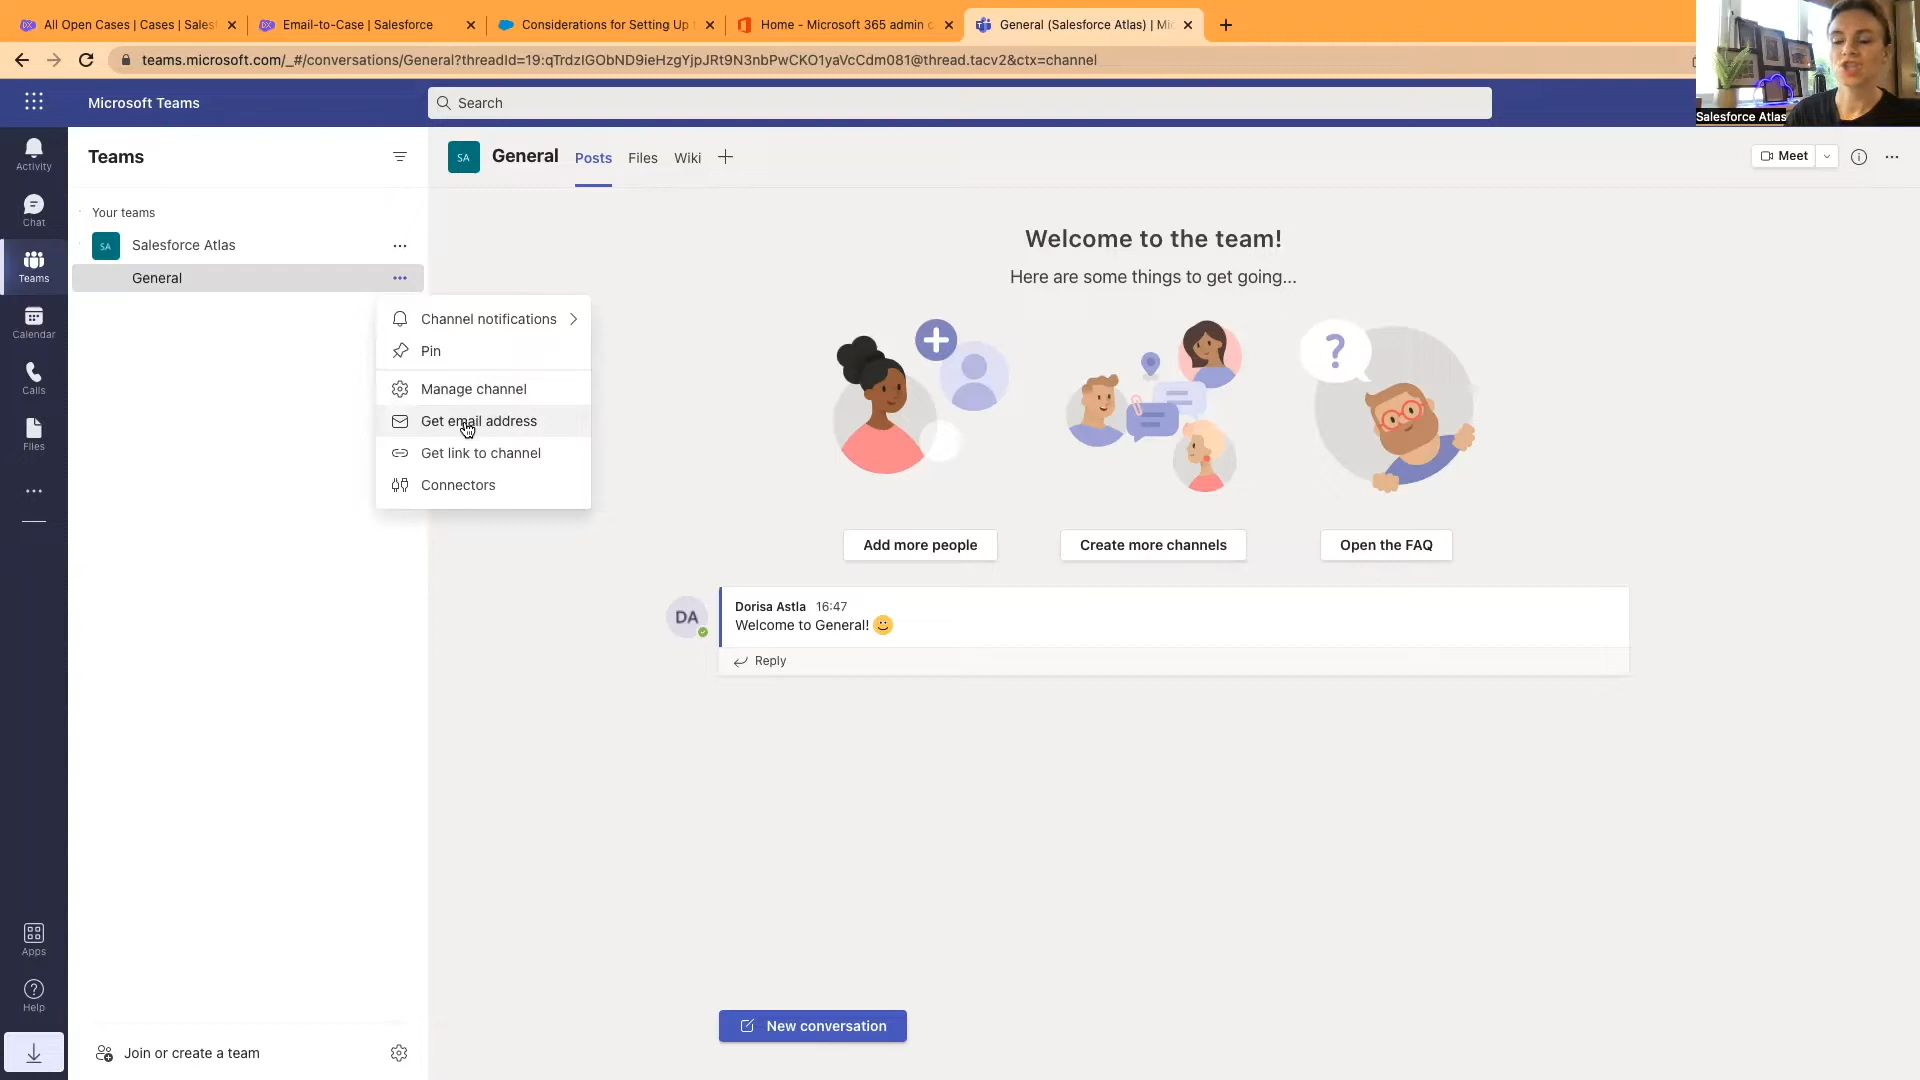 All Open Cases | Cases | Sales
Email-to-Case | Salesforce
Considerations for Setting Up
Home - Microsoft 365 admin c
General (Salesforce Atlas) | Mi
teams.microsoft.com/_#/conversations/General?threadId=19:qTrdzIGObND9ieHzgYjpJRt9N3nbPwCKO1yaVcCdm081@thread.tacv2&ctx=channel
Salesforce Atlas
Microsoft Teams
Search
Activity
Chat
Teams
Calendar
Calls
Files
Apps
Help
Teams
Your teams
SA
Salesforce Atlas
General
Channel notifications
Pin
Manage channel
Get email address
Get link to channel
Connectors
Join or create a team
SA
General
Posts
Files
Wiki
Meet
Welcome to the team!
Here are some things to get going...
Add more people
Create more channels
Open the FAQ
DA
Dorisa Astla 16:47
Welcome to General!
Reply
New conversation